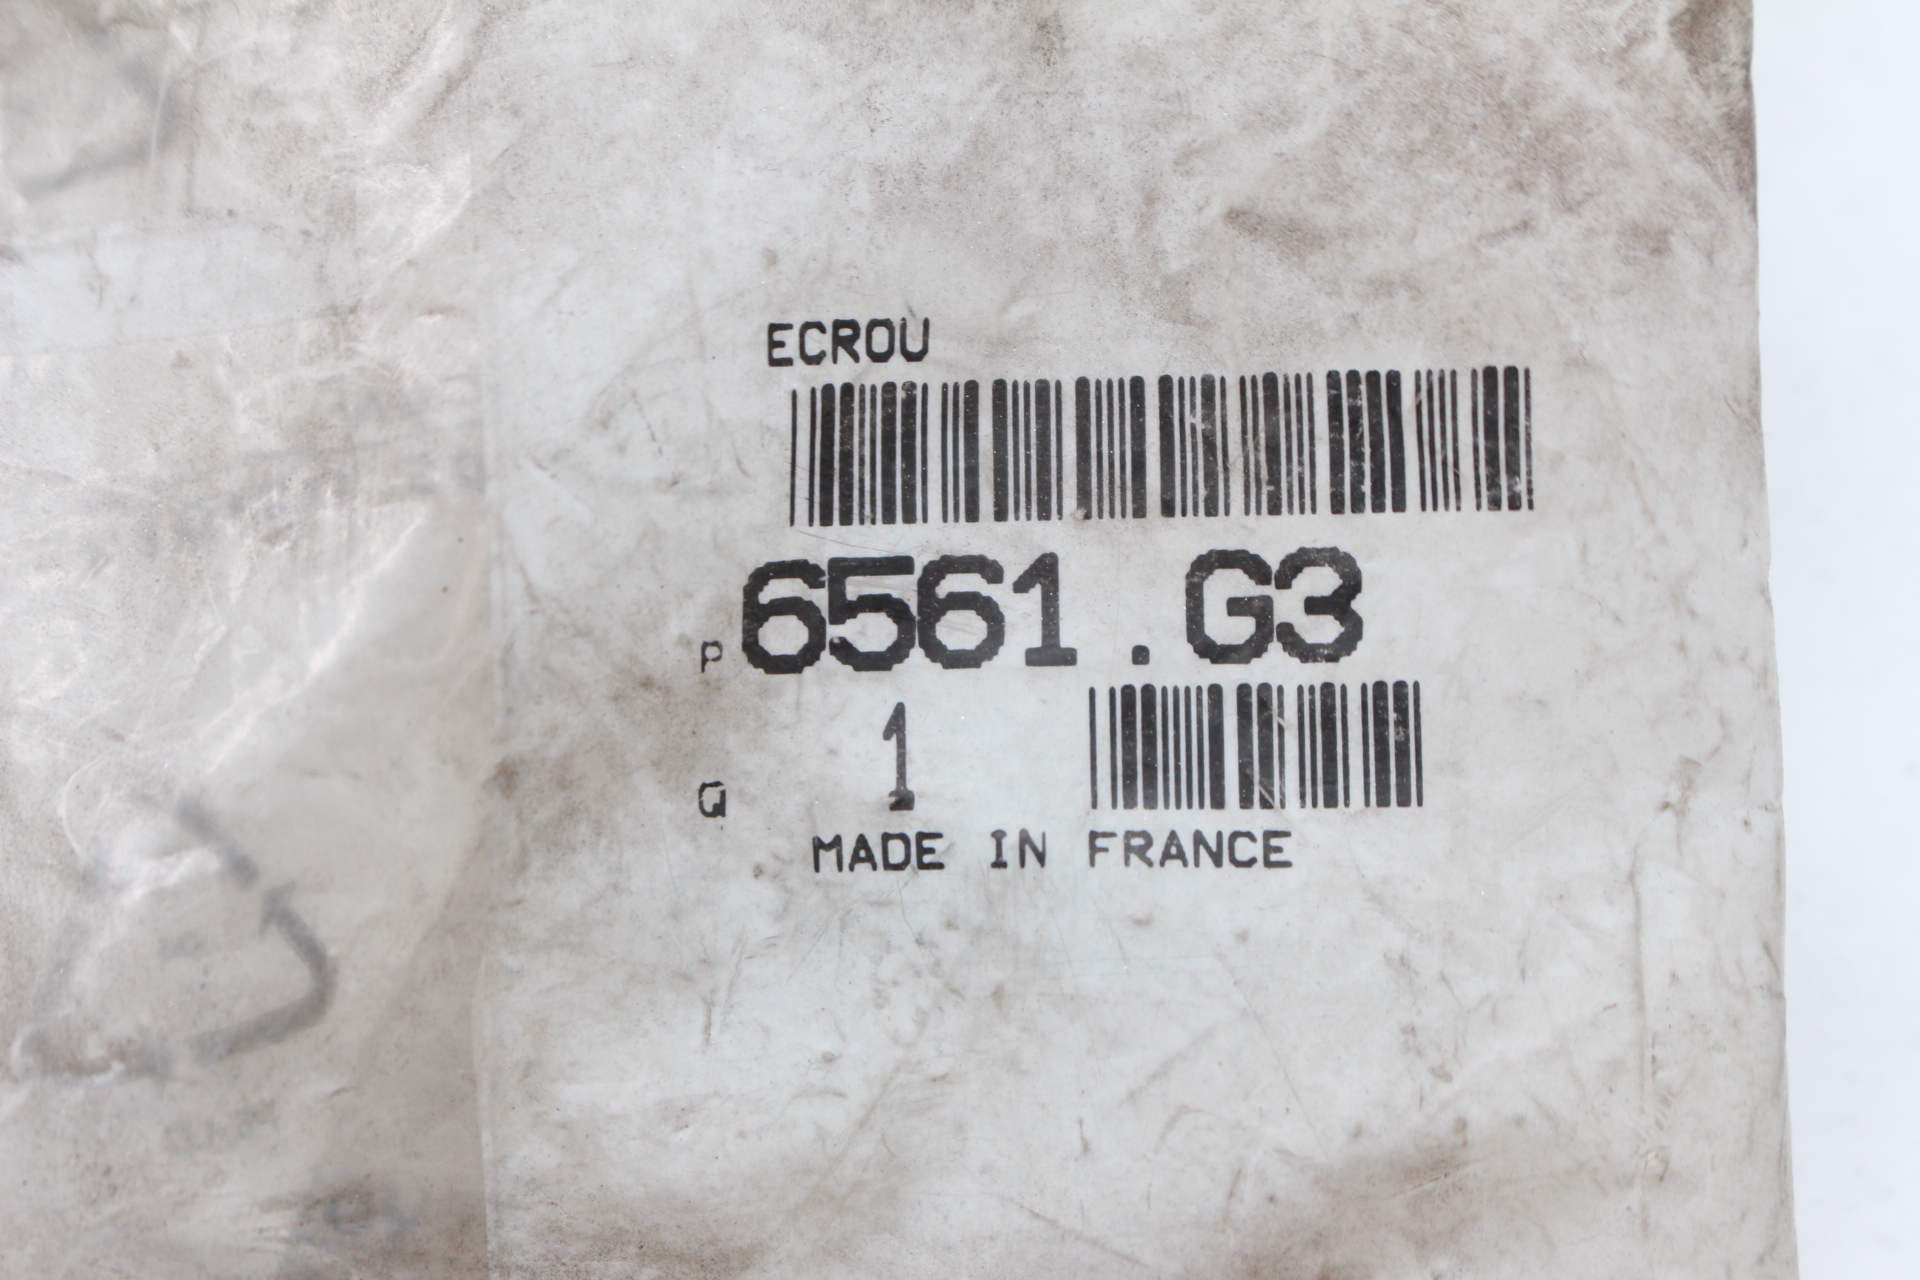 ECROU
P 6561.G3
Q 1
MADE IN FRANCE